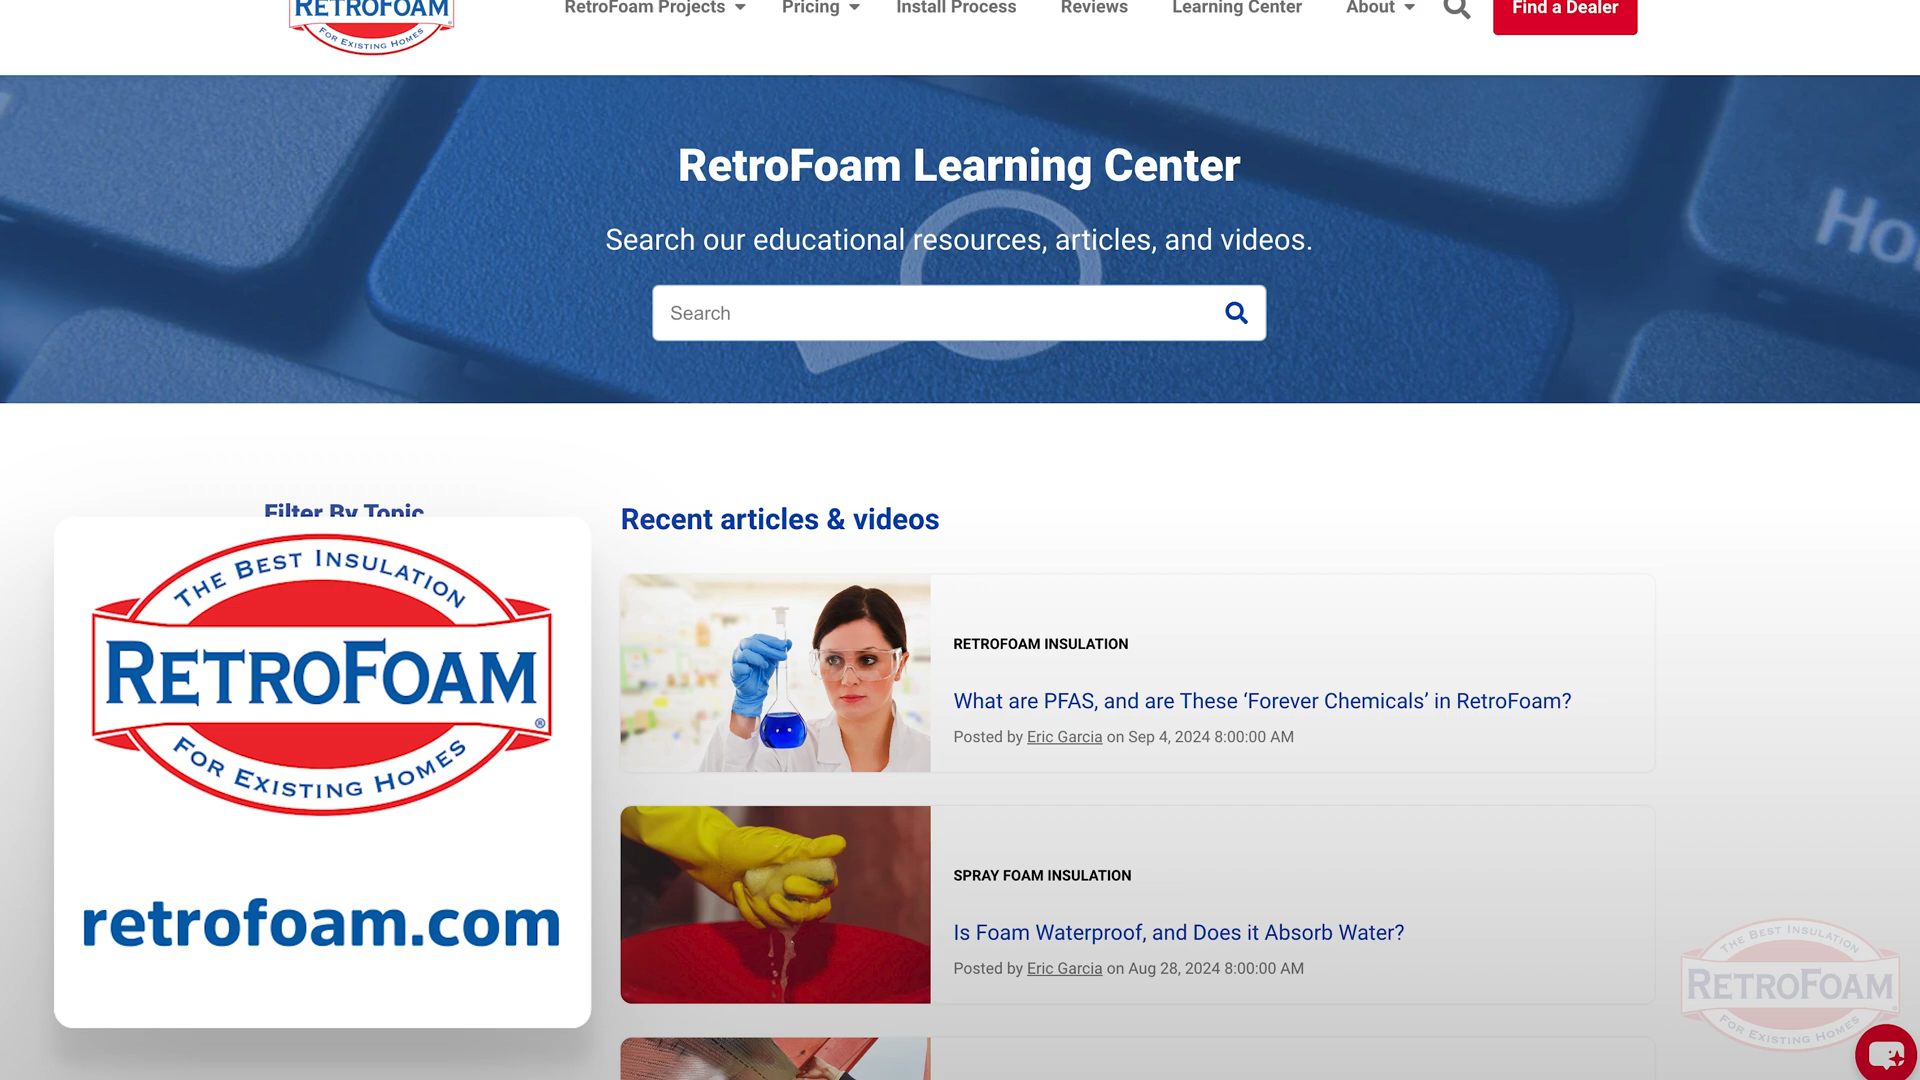 RETROFOAM
FOR EXISTING HOMES
RetroFoam Projects
Pricing
Install Process
Reviews
Learning Center
About
Find a Dealer
RetroFoam Learning Center
Search our educational resources, articles, and videos.
Search
Ho
Filter By Topic
Recent articles & videos
THE BEST INSULATION
RETROFOAM®
FOR EXISTING HOMES
retrofoam.com
RETROFOAM INSULATION
What are PFAS, and are These ‘Forever Chemicals’ in RetroFoam?
Posted by Eric Garcia on Sep 4, 2024 8:00:00 AM
SPRAY FOAM INSULATION
Is Foam Waterproof, and Does it Absorb Water?
Posted by Eric Garcia on Aug 28, 2024 8:00:00 AM
THE BEST INSULATION
RETROFOAM
FOR EXISTING HOMES